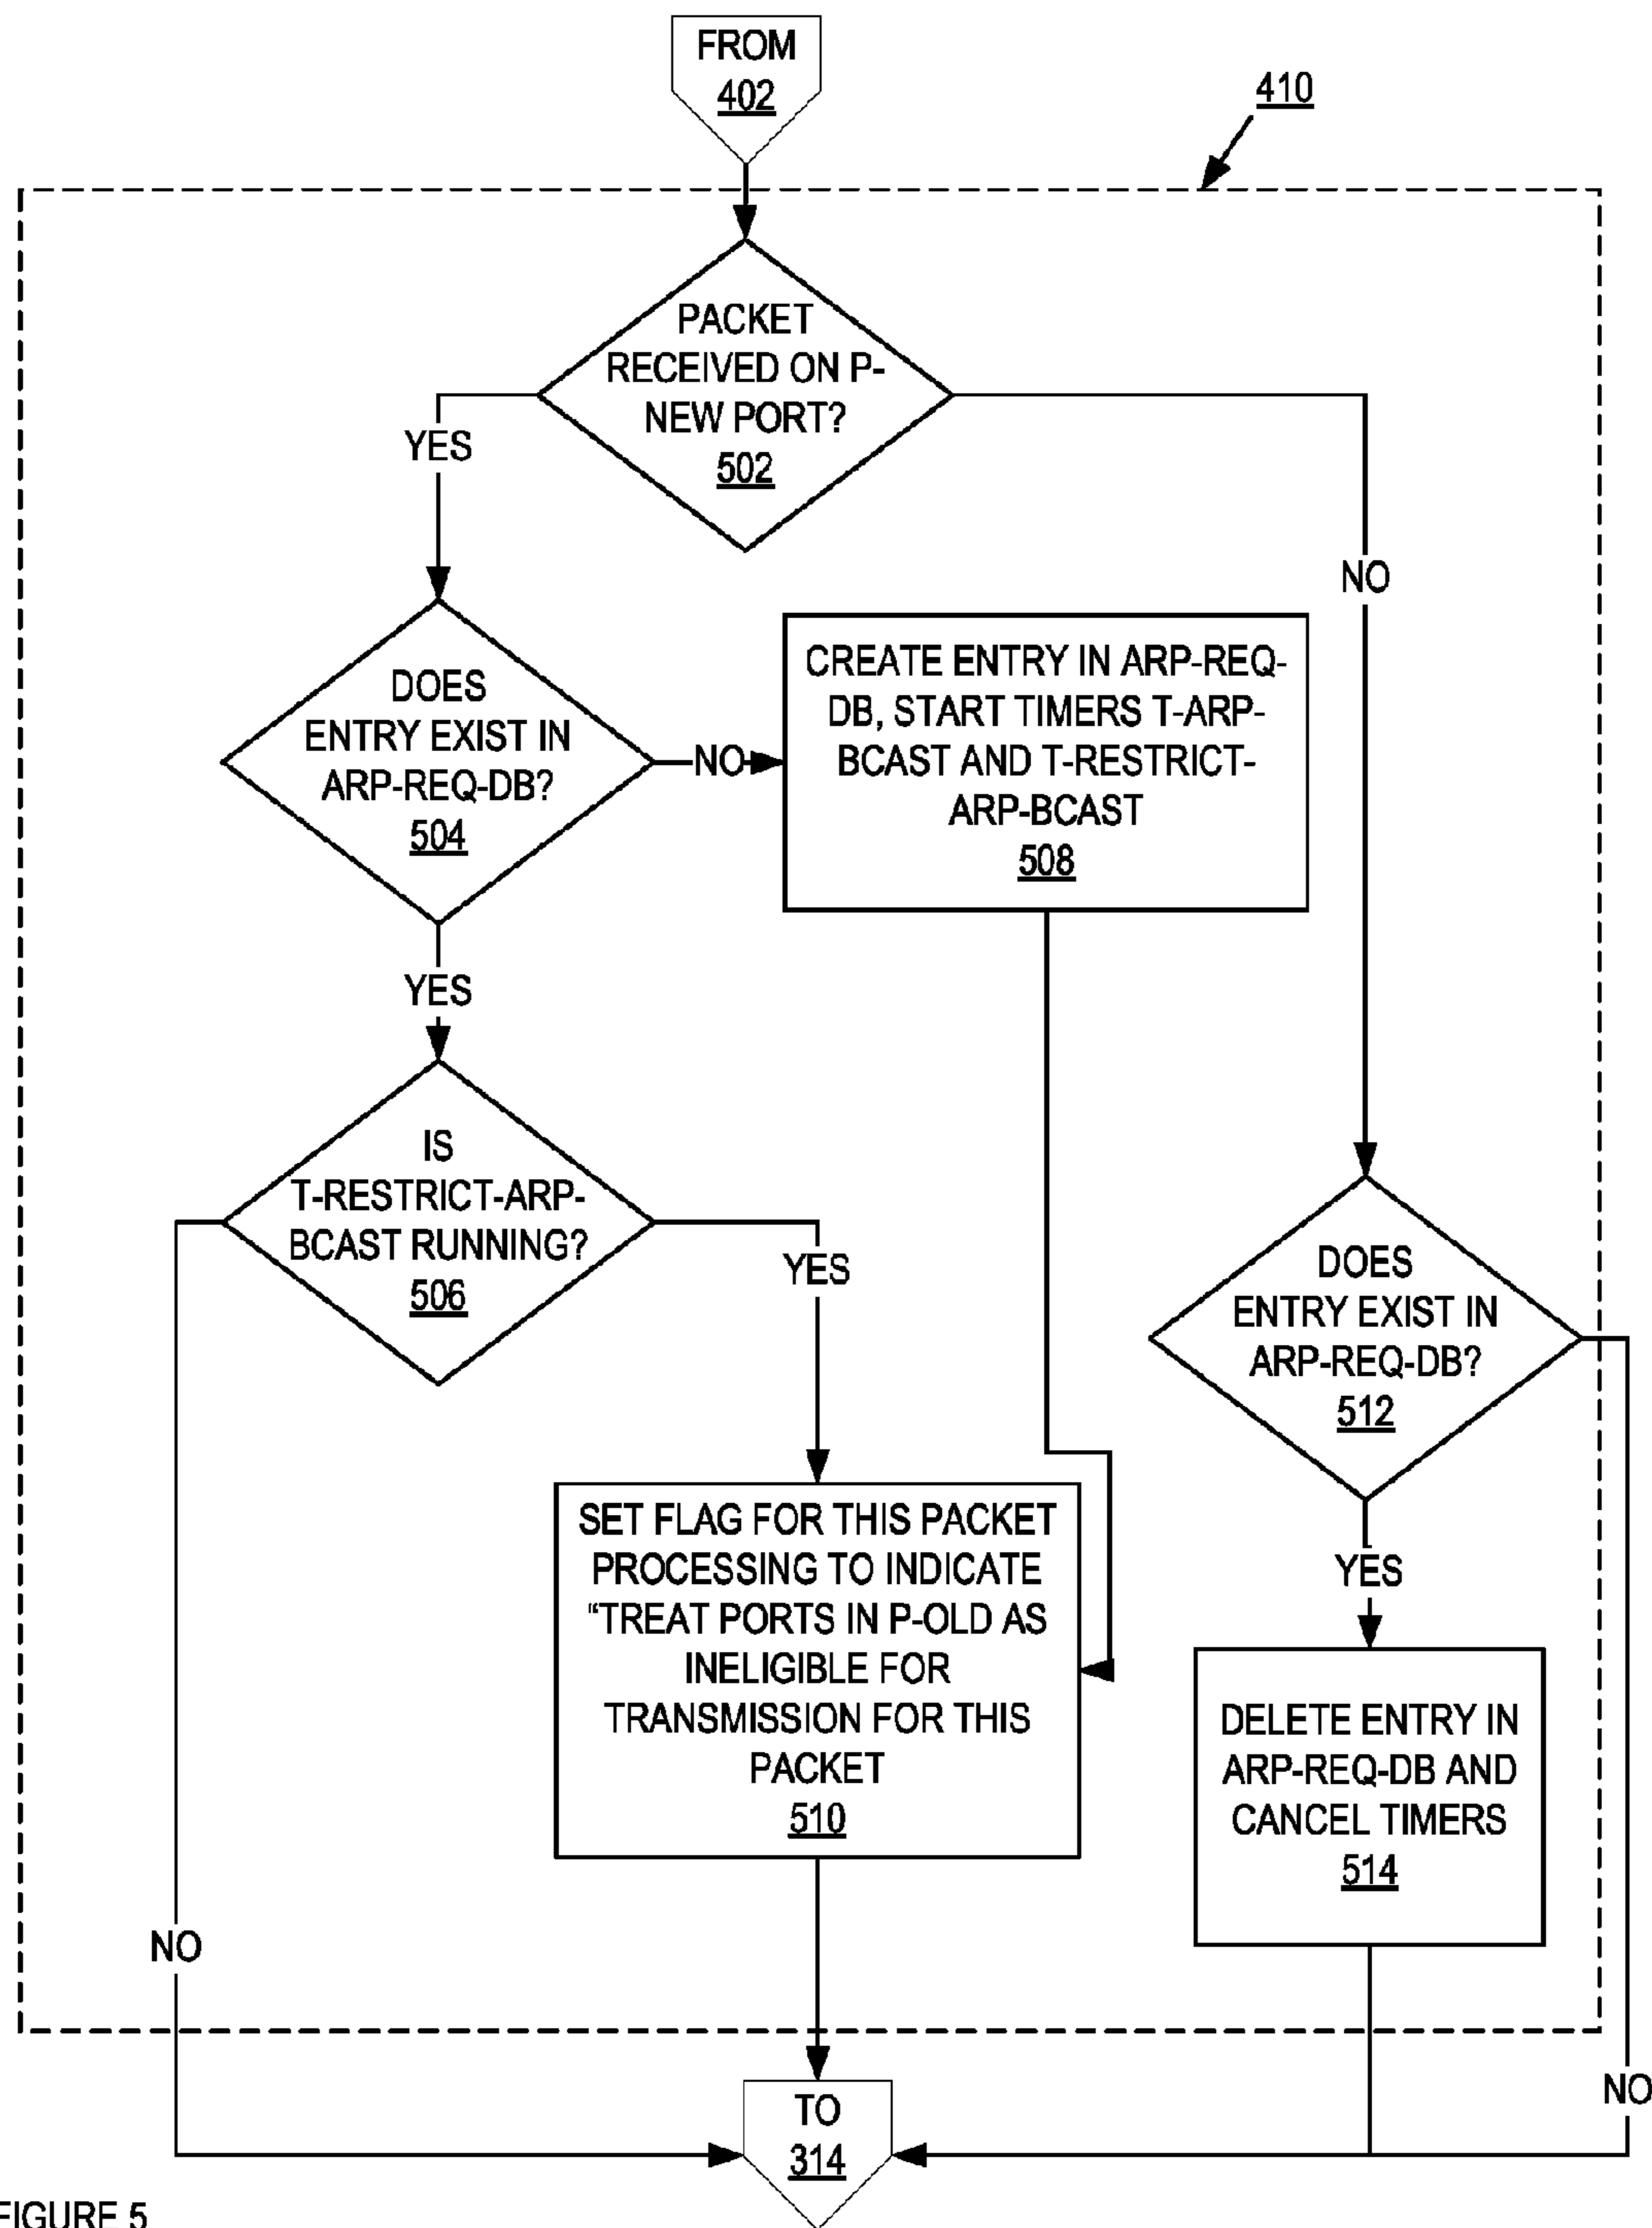 FROM
402
410
PACKET
RECEIVED ON P-
NEW PORT?
502
YES
NO
DOES
ENTRY EXIST IN
ARP-REQ-DB?
504
NO
CREATE ENTRY IN ARP-REQ-
DB, START TIMERS T-ARP-
BCAST AND T-RESTRICT-
ARP-BCAST
508
YES
IS
T-RESTRICT-ARP-
BCAST RUNNING?
506
YES
DOES
ENTRY EXIST IN
ARP-REQ-DB?
512
SET FLAG FOR THIS PACKET
PROCESSING TO INDICATE
“TREAT PORTS IN P-OLD AS
INELIGIBLE FOR
TRANSMISSION FOR THIS
PACKET
510
YES
DELETE ENTRY IN
ARP-REQ-DB AND
CANCEL TIMERS
514
NO
NO
TO
314
FIGURE 5